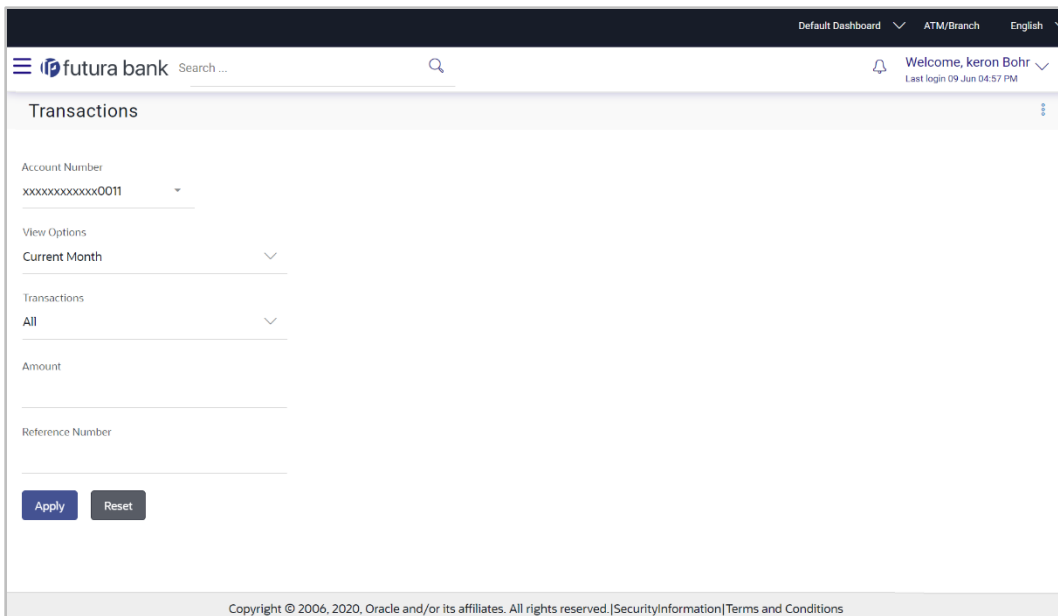 Default Dashboard ATM/Branch English
futura bank Search ... Welcome, keron Bohr
Last login 09 Jun 04:57 PM
Transactions
Account Number
xxxxxxxxxxxx0011
View Options
Current Month
Transactions
All
Amount
Reference Number
Apply Reset
Copyright © 2006, 2020, Oracle and/or its affiliates. All rights reserved.|SecurityInformation|Terms and Conditions